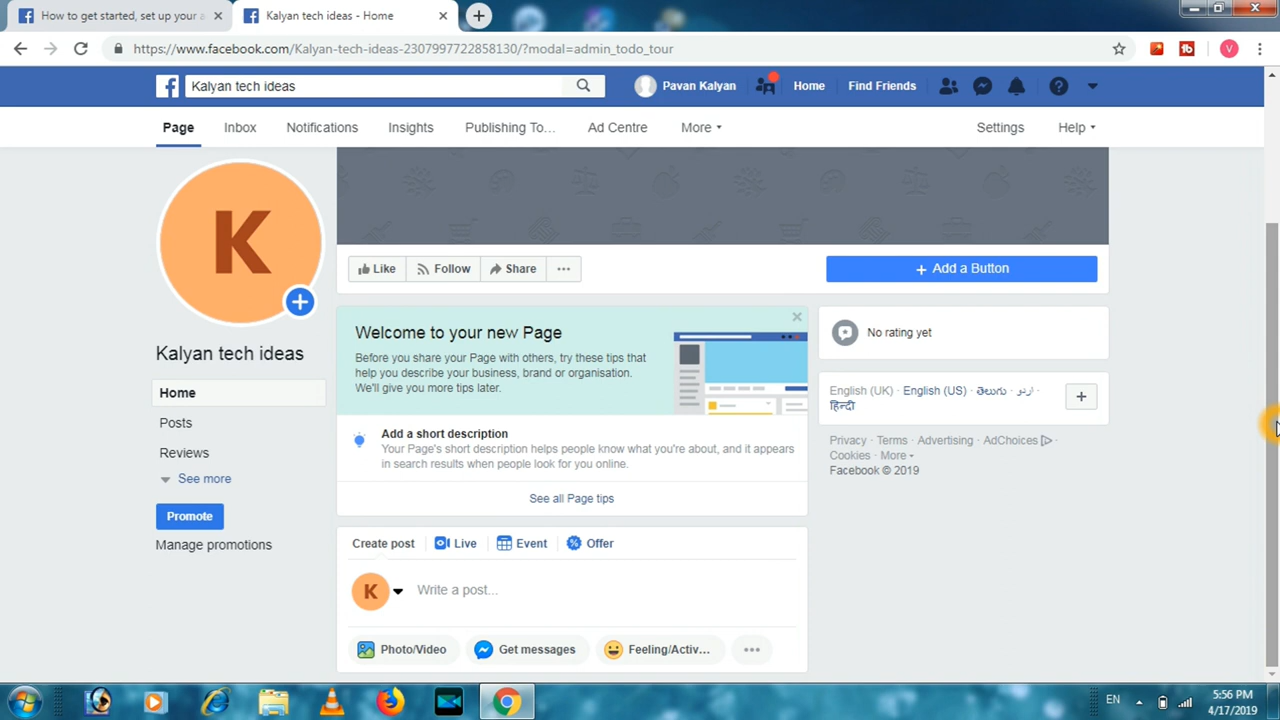 How to get started, set up your a
Kalyan tech ideas - Home
https://www.facebook.com/Kalyan-tech-ideas-2307997722858130/?modal=admin_todo_tour
V
Kalyan tech ideas
Pavan Kalyan
Home
Find Friends
Page
Inbox
Notifications
Insights
Publishing To...
Ad Centre
More
Settings
Help
K
Like
Follow
Share
Add a Button
Kalyan tech ideas
Home
Posts
Reviews
See more
Promote
Manage promotions
Welcome to your new Page
Before you share your Page with others, try these tips that
help you describe your business, brand or organisation.
We'll give you more tips later.
Add a short description
Your Page's short description helps people know what you're about, and it appears
in search results when people look for you online.
See all Page tips
Create post
Live
Event
Offer
K
Write a post...
Photo/Video
Get messages
Feeling/Activ...
No rating yet
English (UK) · English (US) · తెలుగు · اردو ·
हिन्दी
Privacy · Terms · Advertising · AdChoices ·
Cookies · More
Facebook © 2019
EN
5:56 PM
4/17/2019